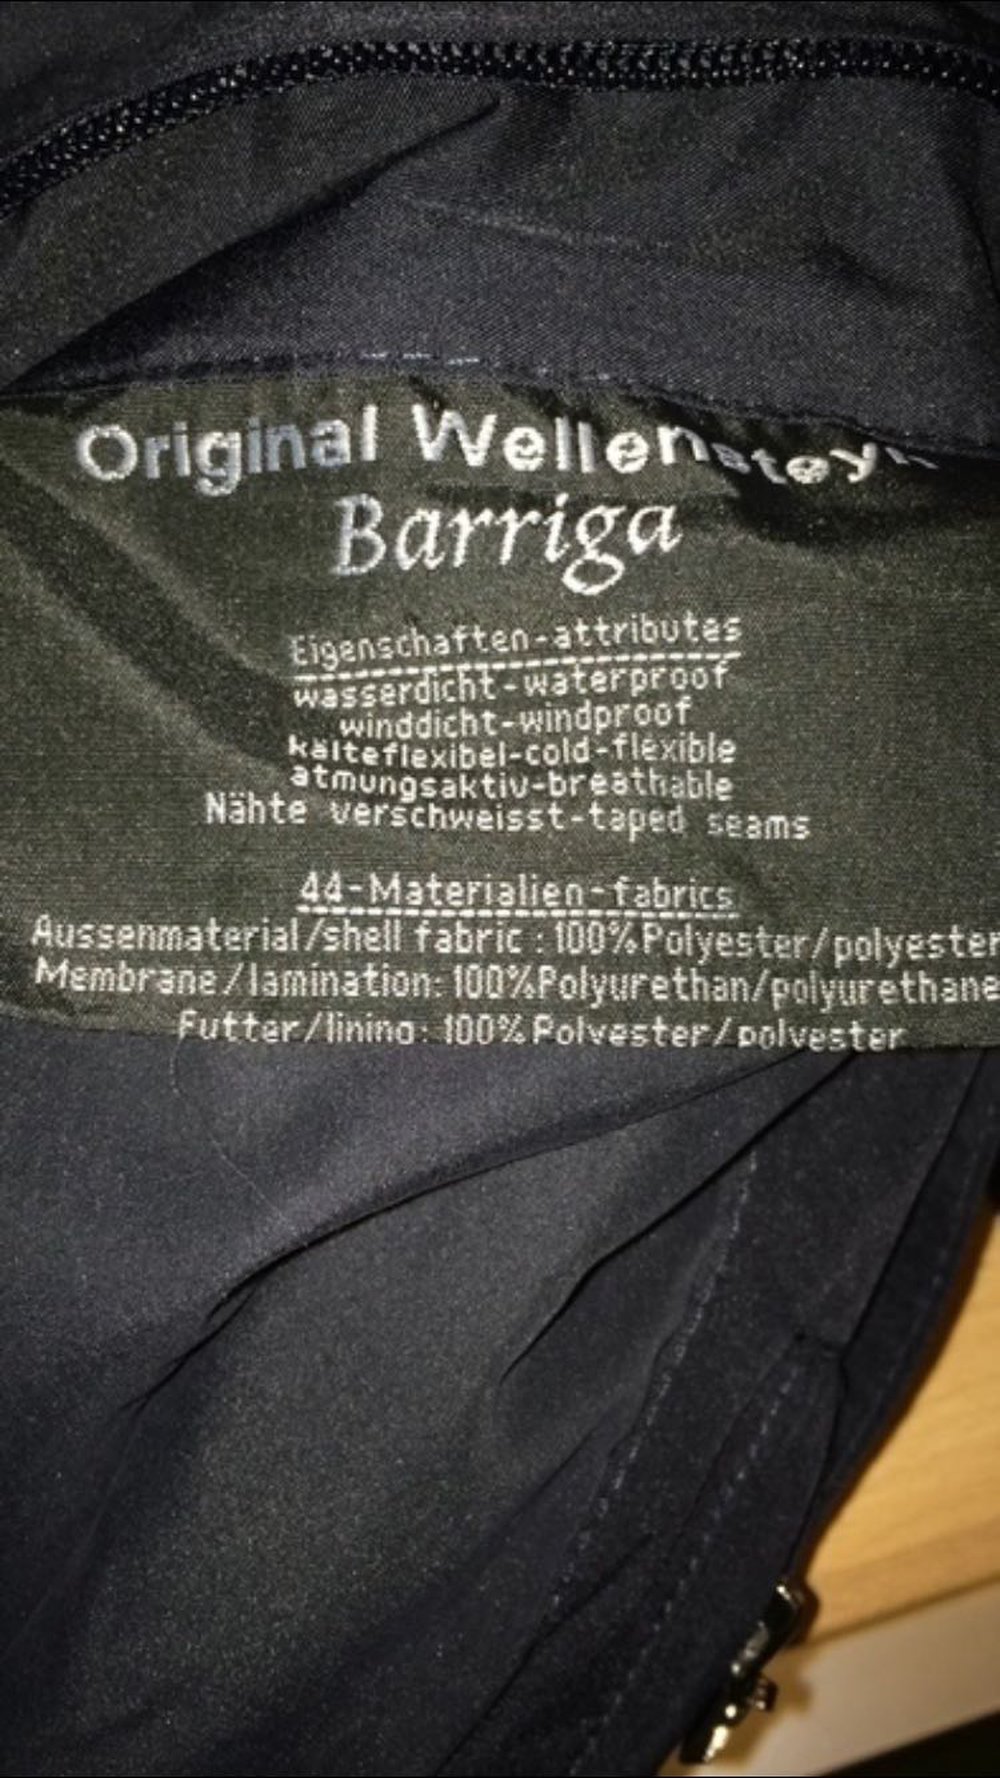 Original Wellensteyn
Barriga
Eigenschaften-attributes
wasserdicht-waterproof
winddicht-windproof
kälteflexibel-cold-flexible
atmungsaktiv-breathable
Nähte verschweisst-taped seams
44-Materialien-fabrics
Aussenmaterial/shell fabric : 100% Polyester/polyester
Membrane/lamination: 100% Polyurethan/polyurethane
Futter/lining: 100% Polyester/polyester